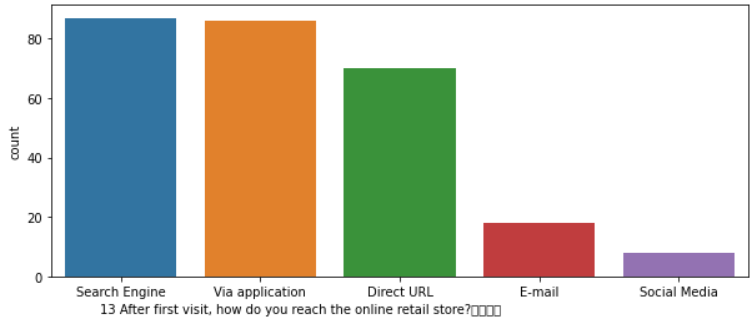 80
60
40
20
0
count
Search Engine Via application Direct URL E-mail Social Media
13 After first visit, how do you reach the online retail store?□□□□